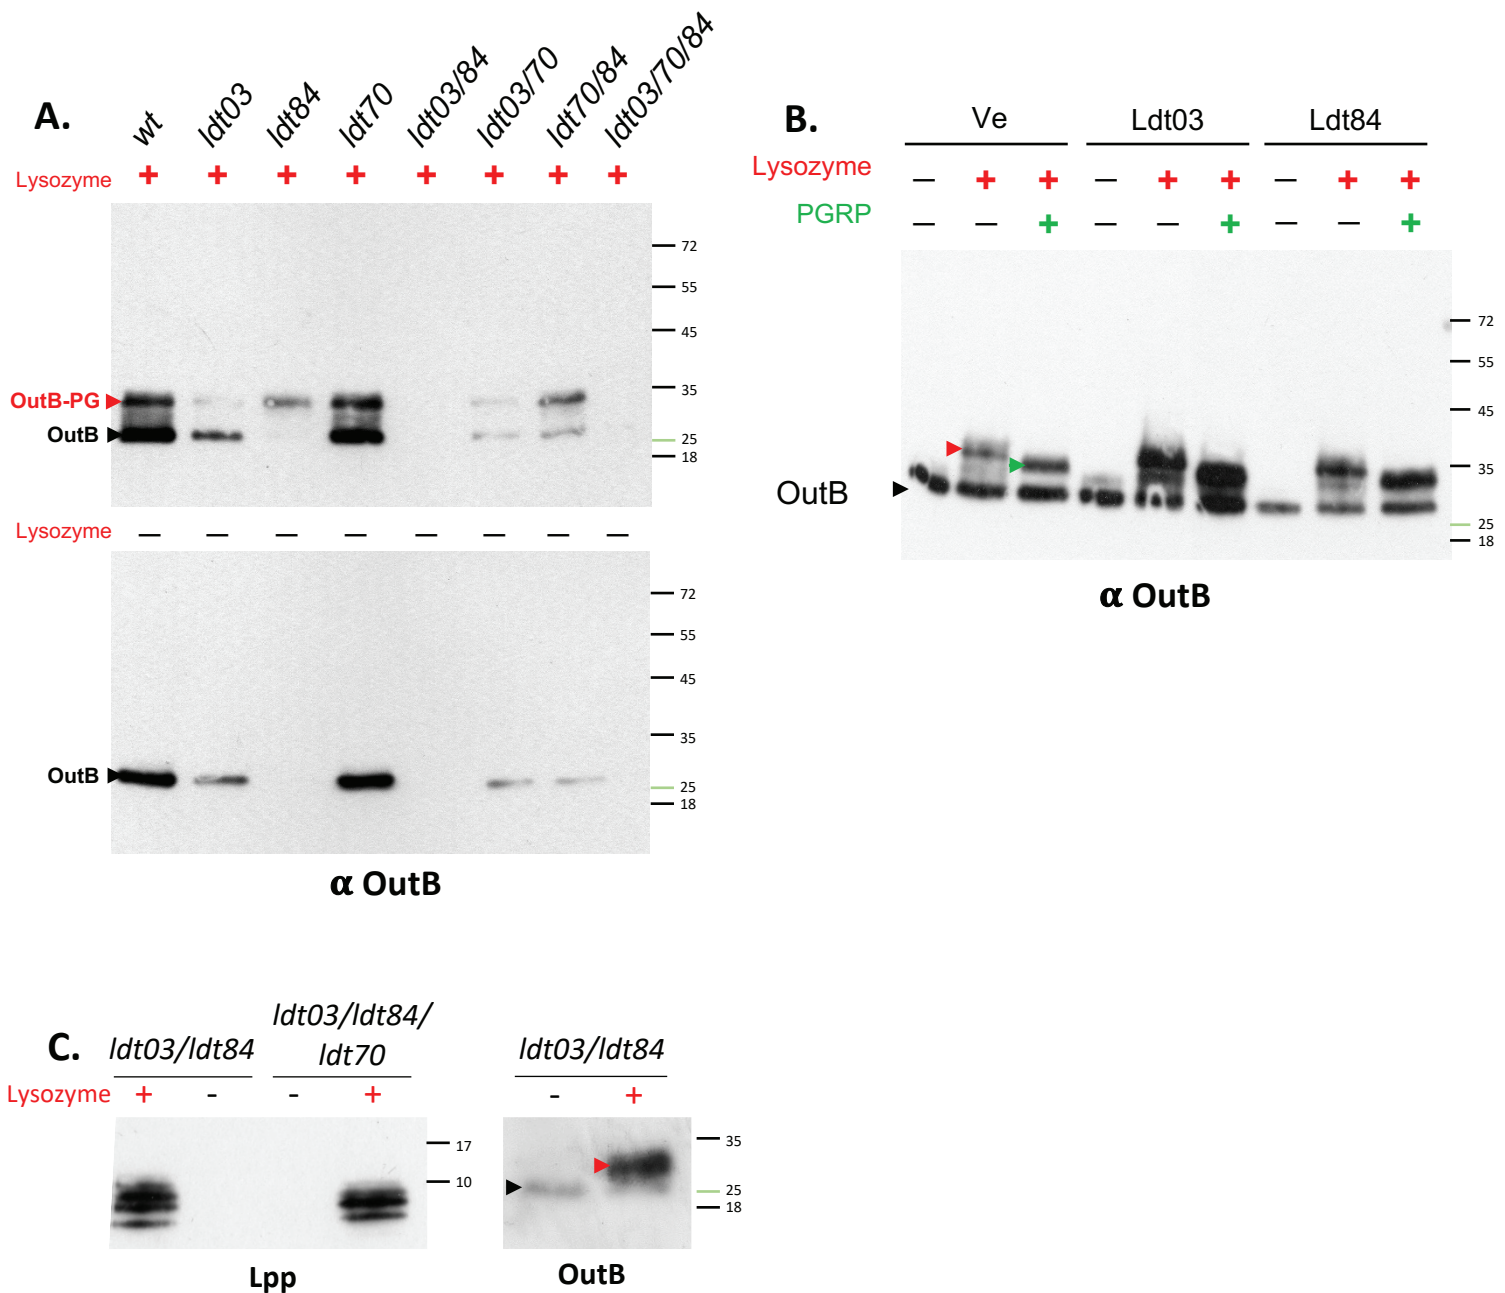 A.
wt ldt03 ldt84 ldt70 ldt03/84 ldt03/70 ldt70/84 ldt03/70/84
Lysozyme + + + + + + + +
72
55
45
35
OutB-PG
OutB
25
18
Lysozyme – – – – – – – –
72
55
45
35
OutB
25
18
α OutB
B.
Ve Ldt03 Ldt84
Lysozyme – + + – + + – + +
PGRP – – + – – + – – +
72
55
45
35
OutB
25
18
α OutB
C.
ldt03/ldt84
ldt03/ldt84/
ldt70
Lysozyme + - - +
17
10
Lpp
ldt03/ldt84
- +
35
25
18
OutB